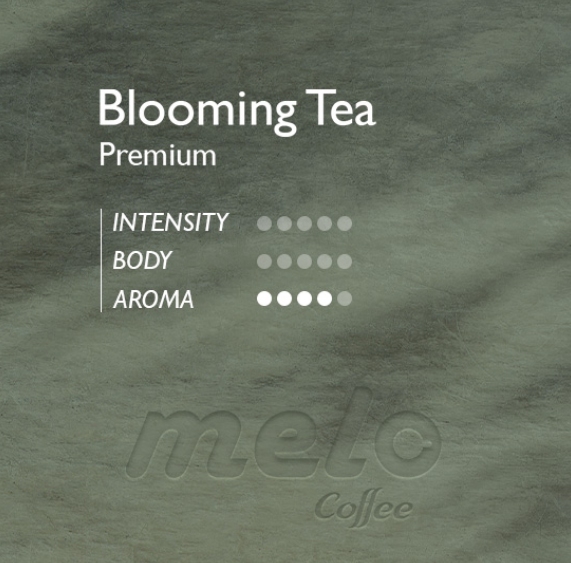 Blooming Tea
Premium
INTENSITY
BODY
AROMA
melo
Coffee